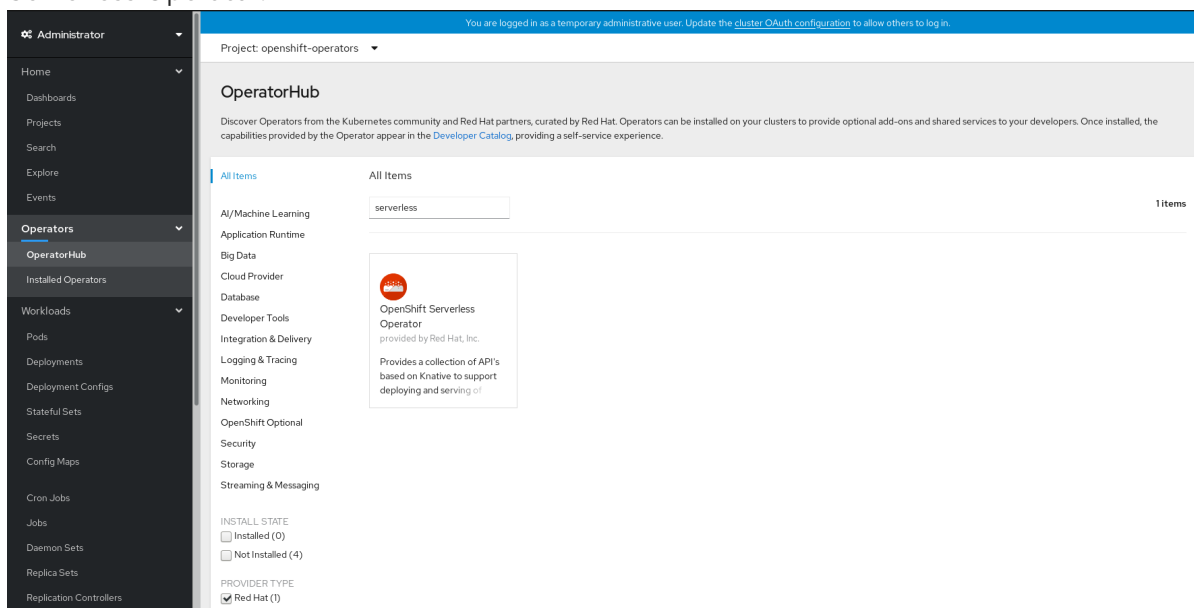 You are logged in as a temporary administrative user. Update the cluster OAuth configuration to allow others to log in.
Administrator
Home
Dashboards
Projects
Search
Explore
Events
Operators
OperatorHub
Installed Operators
Workloads
Pods
Deployments
Deployment Configs
Stateful Sets
Secrets
Config Maps
Cron Jobs
Jobs
Daemon Sets
Replica Sets
Replication Controllers
Project: openshift-operators
OperatorHub
Discover Operators from the Kubernetes community and Red Hat partners, curated by Red Hat. Operators can be installed on your clusters to provide optional add-ons and shared services to your developers. Once installed, the
capabilities provided by the Operator appear in the Developer Catalog, providing a self-service experience.
All Items
AI/Machine Learning
Application Runtime
Big Data
Cloud Provider
Database
Developer Tools
Integration & Delivery
Logging & Tracing
Monitoring
Networking
OpenShift Optional
Security
Storage
Streaming & Messaging
INSTALL STATE
Installed (0)
Not Installed (4)
PROVIDER TYPE
Red Hat (1)
All Items
serverless
1 items
OpenShift Serverless
Operator
provided by Red Hat, Inc.
Provides a collection of API's
based on Knative to support
deploying and serving of